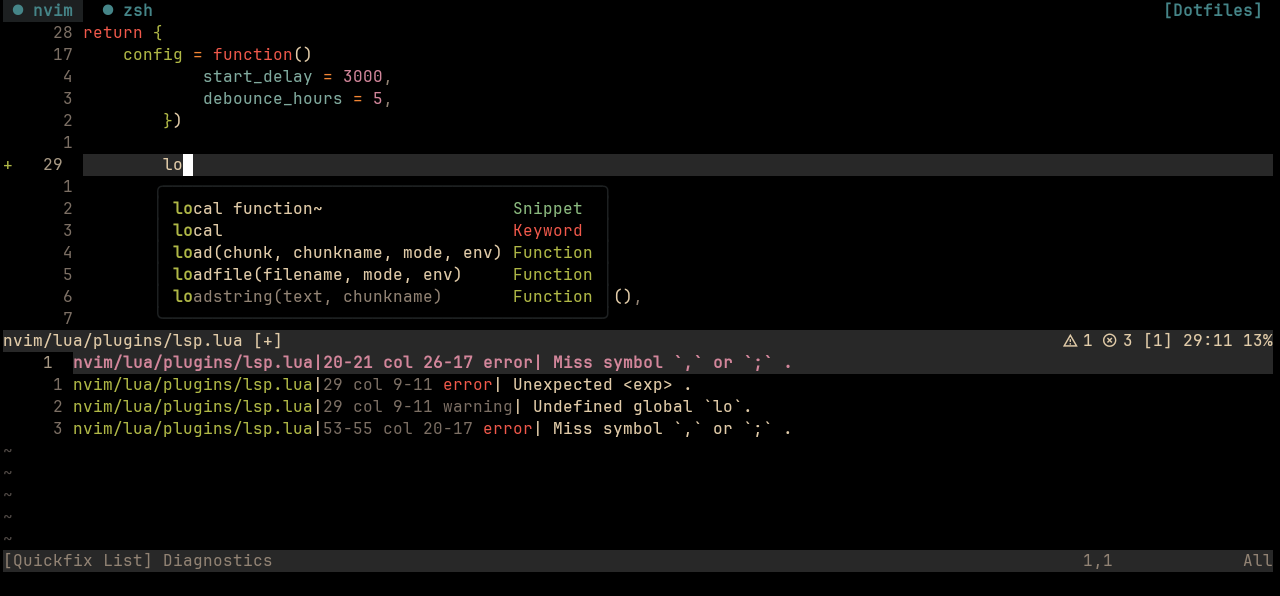 ● nvim ● zsh [Dotfiles]
28 return {
17 config = function()
4 start_delay = 3000,
3 debounce_hours = 5,
2 })
1
+ 29 lo
1
2 local function~ Snippet
3 local Keyword
4 load(chunk, chunkname, mode, env) Function
5 loadfile(filename, mode, env) Function
6 loadstring(text, chunkname) Function (),
7
nvim/lua/plugins/lsp.lua [+] ⚠ 1 ⊗ 3 [1] 29:11 13%
1 nvim/lua/plugins/lsp.lua|20-21 col 26-17 error| Miss symbol `,` or `;` .
1 nvim/lua/plugins/lsp.lua|29 col 9-11 error| Unexpected <exp> .
2 nvim/lua/plugins/lsp.lua|29 col 9-11 warning| Undefined global `lo`.
3 nvim/lua/plugins/lsp.lua|53-55 col 20-17 error| Miss symbol `,` or `;` .
~
~
~
~
~
[Quickfix List] Diagnostics 1,1 All